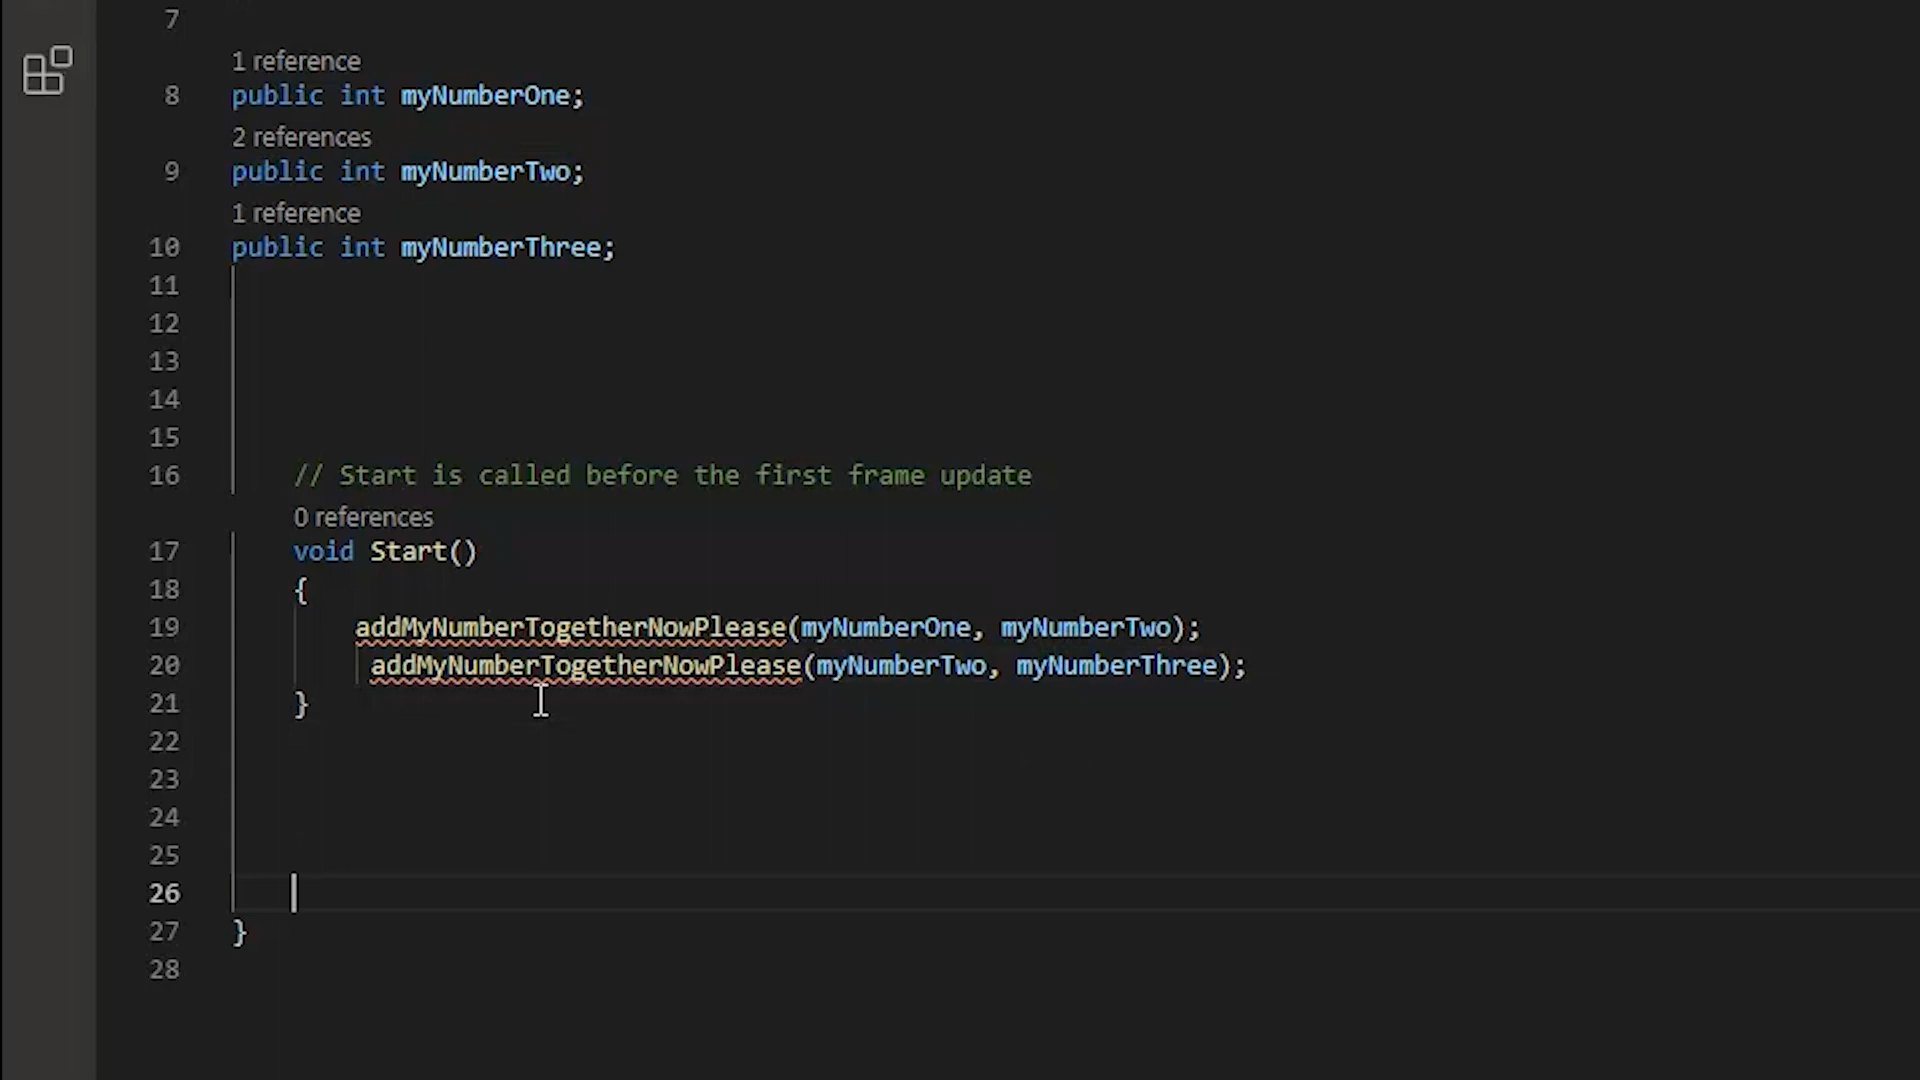 7
1 reference
8 public int myNumberOne;
2 references
9 public int myNumberTwo;
1 reference
10 public int myNumberThree;
11
12
13
14
15
16 // Start is called before the first frame update
0 references
17 void Start()
18 {
19 addMyNumberTogetherNowPlease(myNumberOne, myNumberTwo);
20 addMyNumberTogetherNowPlease(myNumberTwo, myNumberThree);
21 }
22
23
24
25
26
27 }
28